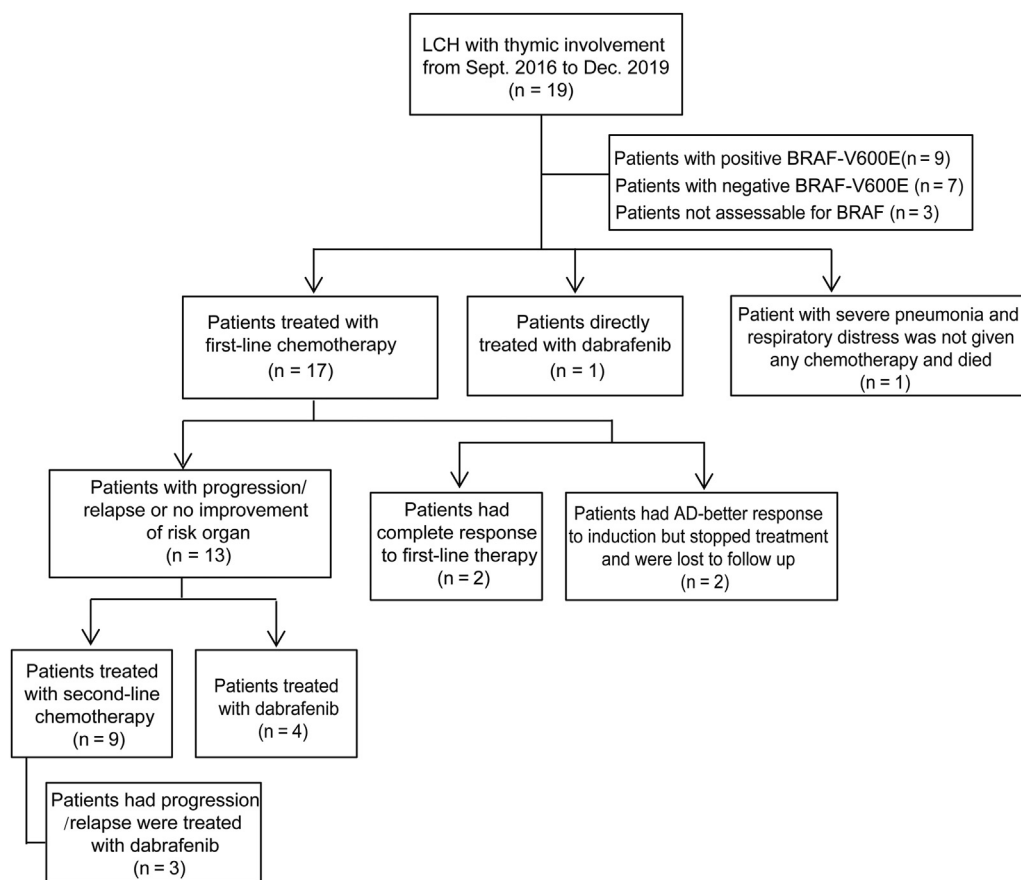 LCH with thymic involvement
from Sept. 2016 to Dec. 2019
(n = 19)
Patients with positive BRAF-V600E(n = 9)
Patients with negative BRAF-V600E (n = 7)
Patients not assessable for BRAF (n = 3)
Patients treated with
first-line chemotherapy
(n = 17)
Patients directly
treated with dabrafenib
(n = 1)
Patient with severe pneumonia and
respiratory distress was not given
any chemotherapy and died
(n = 1)
Patients with progression/
relapse or no improvement
of risk organ
(n = 13)
Patients had
complete response
to first-line therapy
(n = 2)
Patients had AD-better response
to induction but stopped treatment
and were lost to follow up
(n = 2)
Patients treated
with second-line
chemotherapy
(n = 9)
Patients treated
with dabrafenib
(n = 4)
Patients had progression
/relapse were treated
with dabrafenib
(n = 3)